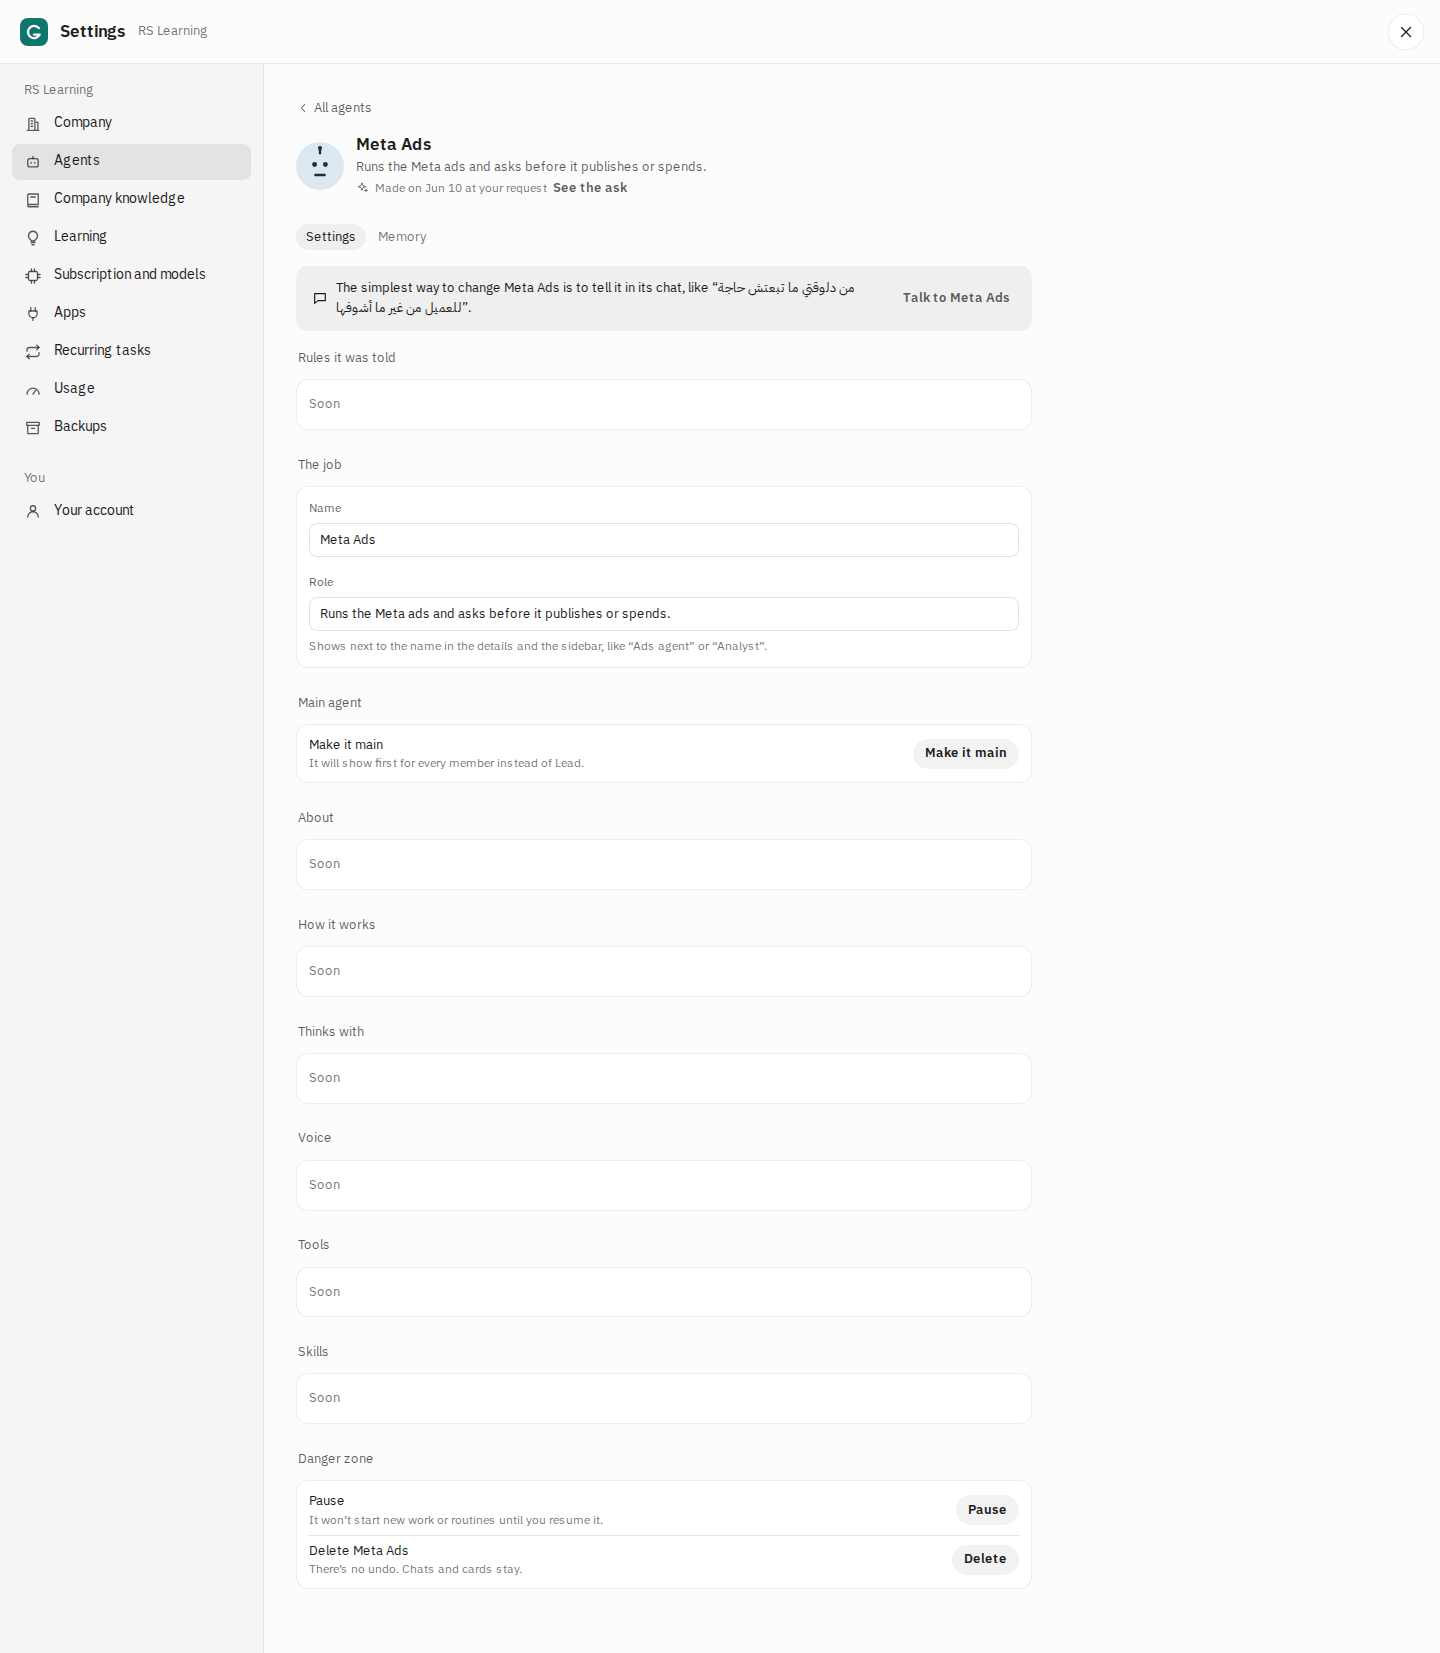 Settings RS Learning
RS Learning
Company
Agents
Company knowledge
Learning
Subscription and models
Apps
Recurring tasks
Usage
Backups
You
Your account
All agents
Meta Ads
Runs the Meta ads and asks before it publishes or spends.
Made on Jun 10 at your request See the ask
Settings Memory
The simplest way to change Meta Ads is to tell it in its chat, like “من دلوقتي ما تبعتش حاجة
للعميل من غير ما أشوفها”.
Talk to Meta Ads
Rules it was told
Soon
The job
Name
Meta Ads
Role
Runs the Meta ads and asks before it publishes or spends.
Shows next to the name in the details and the sidebar, like “Ads agent” or “Analyst”.
Main agent
Make it main
It will show first for every member instead of Lead.
Make it main
About
Soon
How it works
Soon
Thinks with
Soon
Voice
Soon
Tools
Soon
Skills
Soon
Danger zone
Pause
It won’t start new work or routines until you resume it.
Pause
Delete Meta Ads
There’s no undo. Chats and cards stay.
Delete